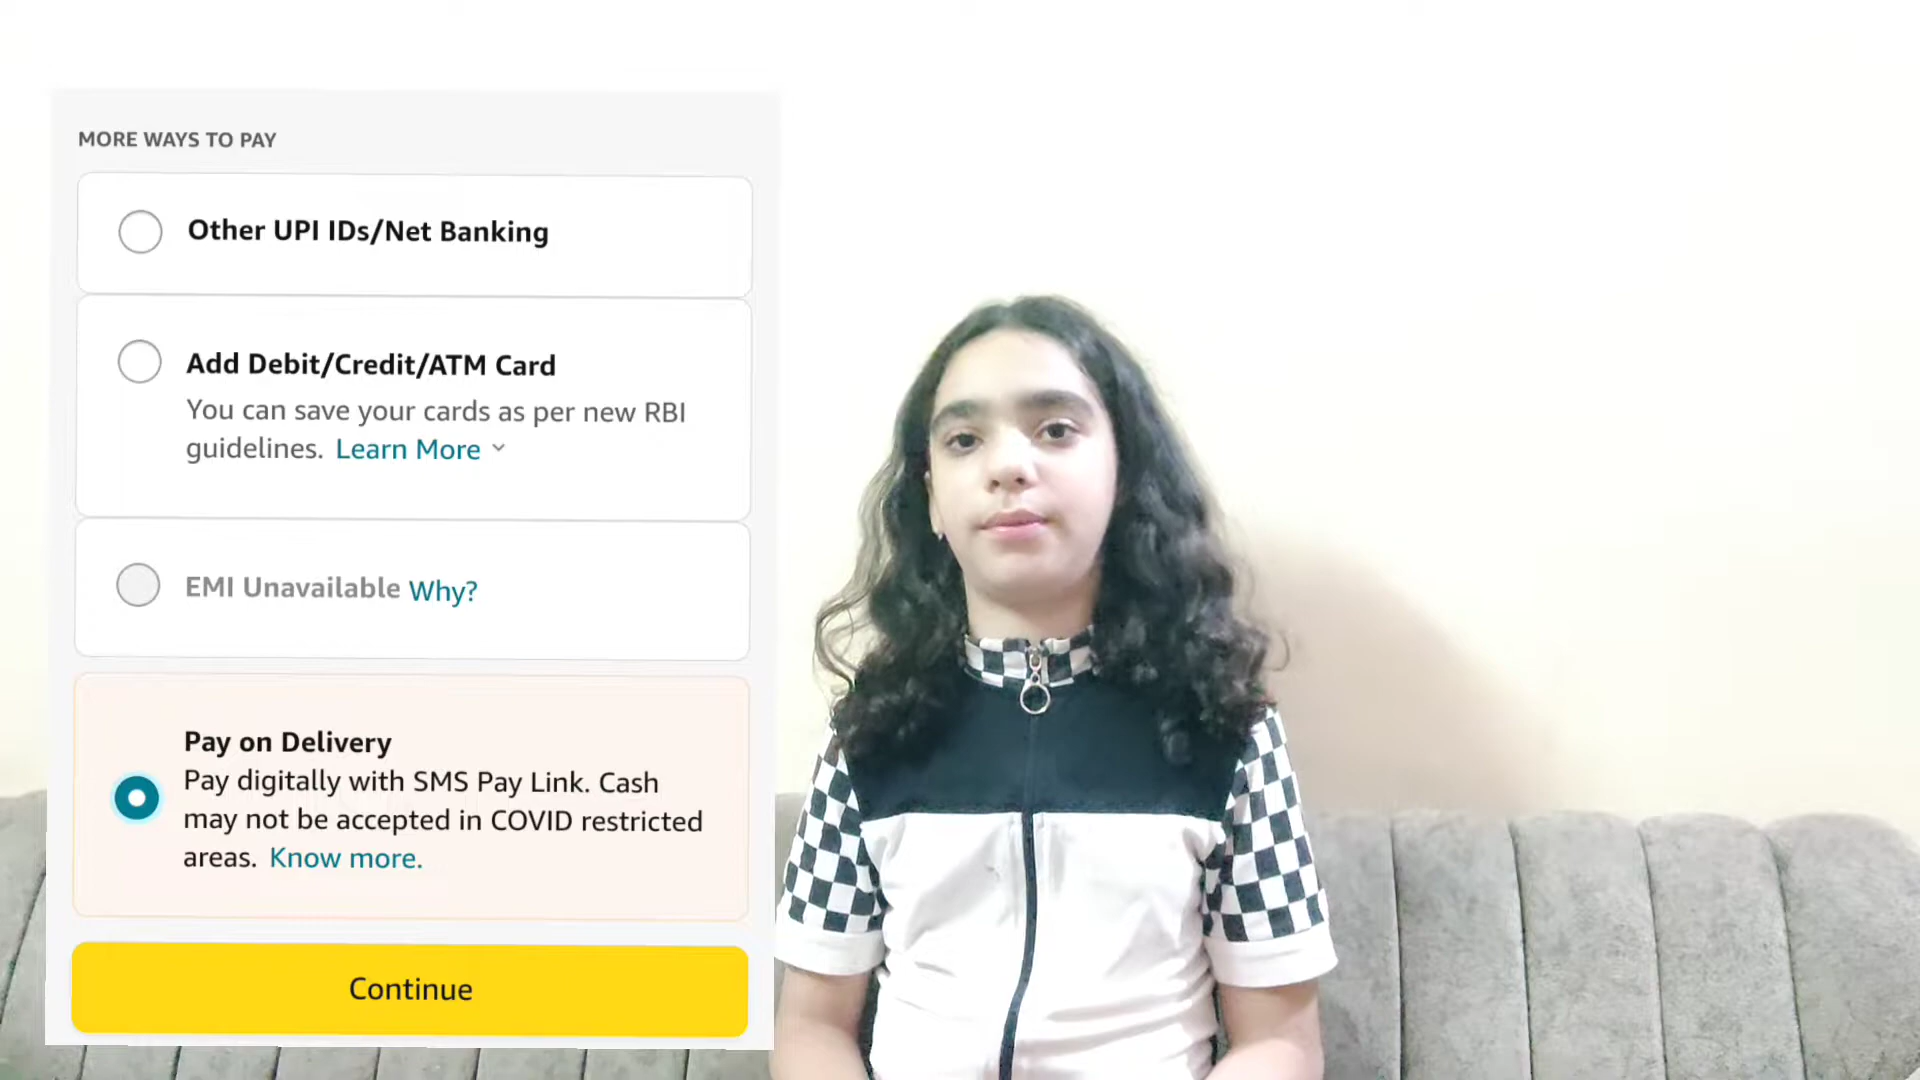 MORE WAYS TO PAY
Other UPI IDs/Net Banking
Add Debit/Credit/ATM Card
You can save your cards as per new RBI
guidelines. Learn More
EMI Unavailable Why?
Pay on Delivery
Pay digitally with SMS Pay Link. Cash
may not be accepted in COVID restricted
areas. Know more.
Continue